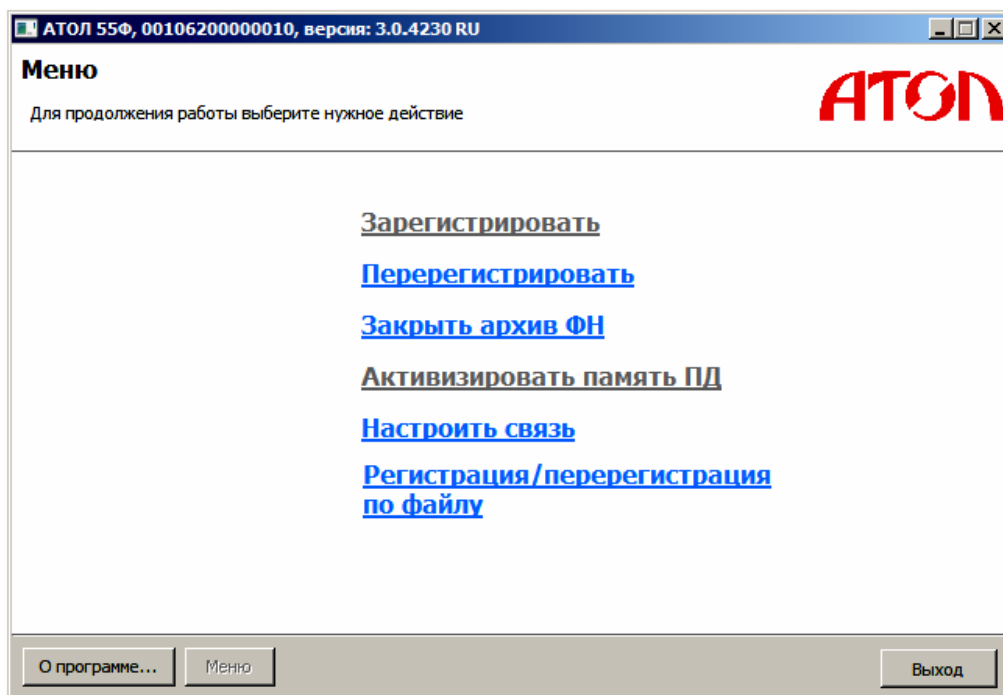 АТОЛ 55Ф, 00106200000010, версия: 3.0.4230 RU
Меню
Для продолжения работы выберите нужное действие
АТОЛ
Зарегистрировать
Перерегистрировать
Закрыть архив ФН
Активизировать память ПД
Настроить связь
Регистрация/перерегистрация
по файлу
О программе...
Меню
Выход